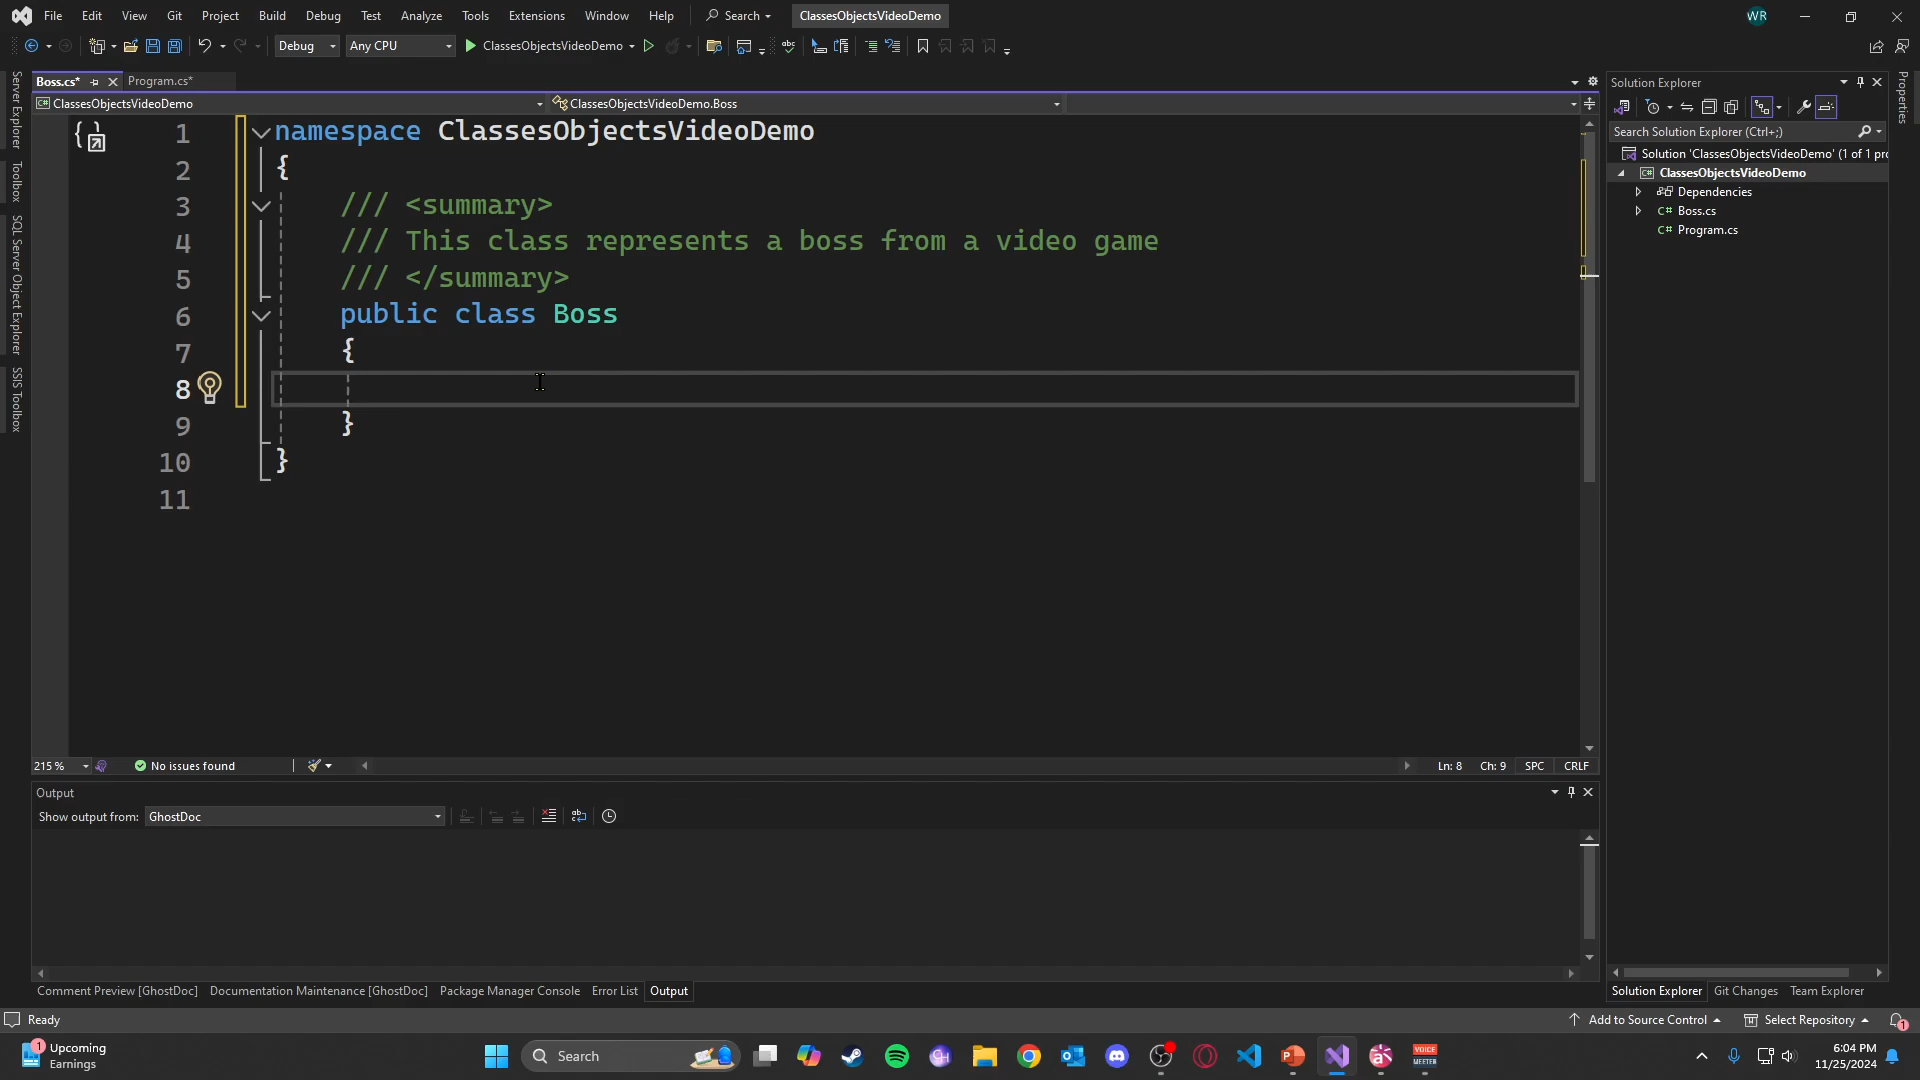 File Edit View Git Project Build Debug Test Analyze Tools Extensions Window Help Search ClassesObjectsVideoDemo WR
Debug Any CPU ClassesObjectsVideoDemo
Boss.cs* Program.cs*
ClassesObjectsVideoDemo ClassesObjectsVideoDemo.Boss
1 namespace ClassesObjectsVideoDemo
2 {
3 /// <summary>
4 /// This class represents a boss from a video game
5 /// </summary>
6 public class Boss
7 {
8
9 }
10 }
11
215 % No issues found Ln: 8 Ch: 9 SPC CRLF
Output
Show output from: GhostDoc
Comment Preview [GhostDoc] Documentation Maintenance [GhostDoc] Package Manager Console Error List Output
Server Explorer
Toolbox
SQL Server Object Explorer
SSIS Toolbox
Solution Explorer
Search Solution Explorer (Ctrl+;)
Solution 'ClassesObjectsVideoDemo' (1 of 1 pr
ClassesObjectsVideoDemo
Dependencies
C# Boss.cs
C# Program.cs
Properties
Solution Explorer Git Changes Team Explorer
Ready Add to Source Control Select Repository 1
1 Upcoming
Earnings
Search
VOICE
MEETER
6:04 PM
11/25/2024